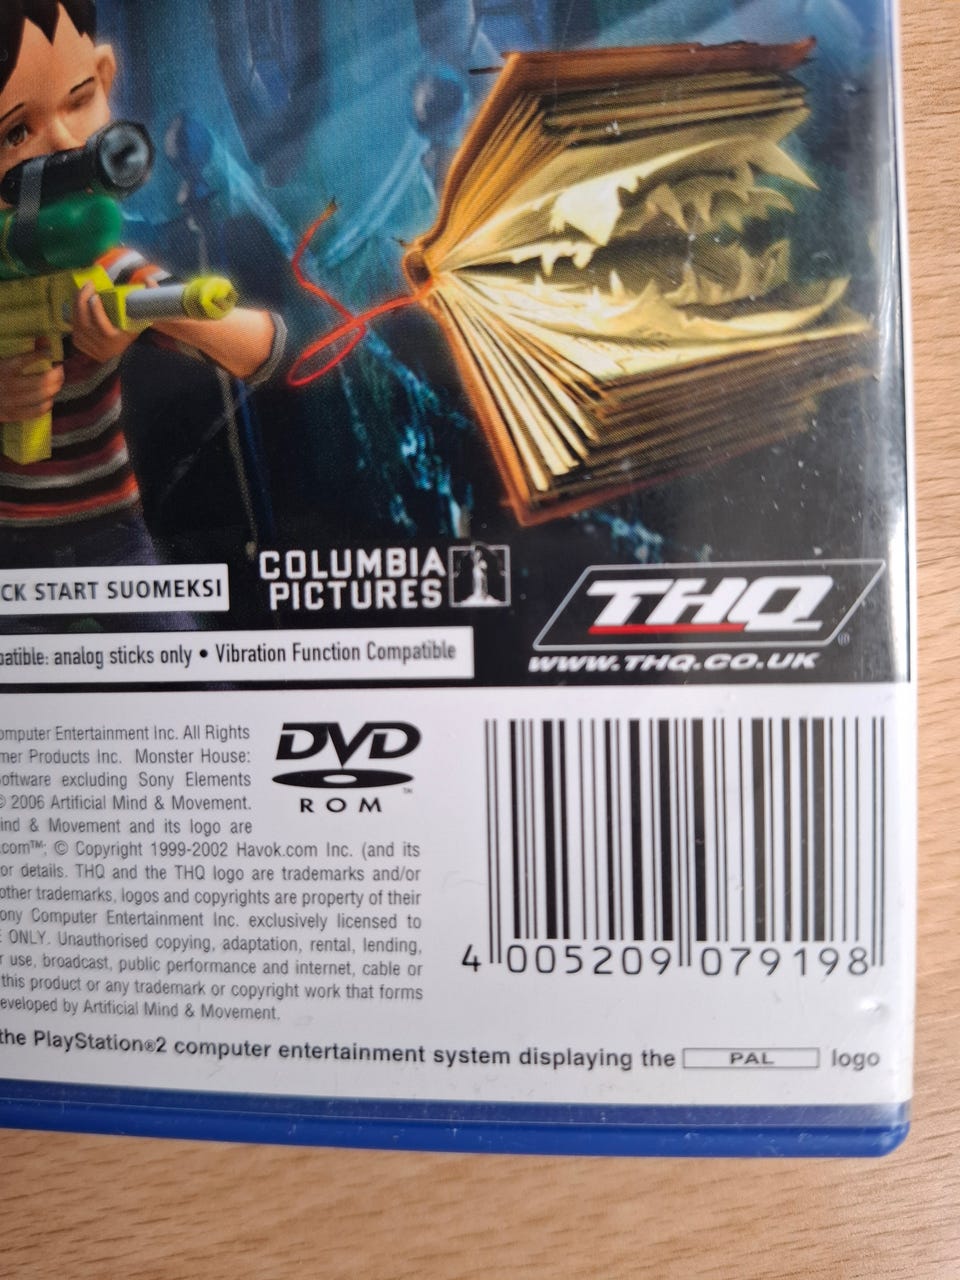 CK START SUOMEKSI
COLUMBIA
PICTURES
THQ
®
WWW.THQ.CO.UK
patible: analog sticks only • Vibration Function Compatible
omputer Entertainment Inc. All Rights
mer Products Inc. Monster House:
oftware excluding Sony Elements
© 2006 Artificial Mind & Movement.
ind & Movement and its logo are
.com™; © Copyright 1999-2002 Havok.com Inc. (and its
or details. THQ and the THQ logo are trademarks and/or
other trademarks, logos and copyrights are property of their
ony Computer Entertainment Inc. exclusively licensed to
E ONLY. Unauthorised copying, adaptation, rental, lending,
r use, broadcast, public performance and internet, cable or
this product or any trademark or copyright work that forms
eveloped by Artificial Mind & Movement.
DVD
™
ROM
4 005209 079198
the PlayStation®2 computer entertainment system displaying the PAL logo